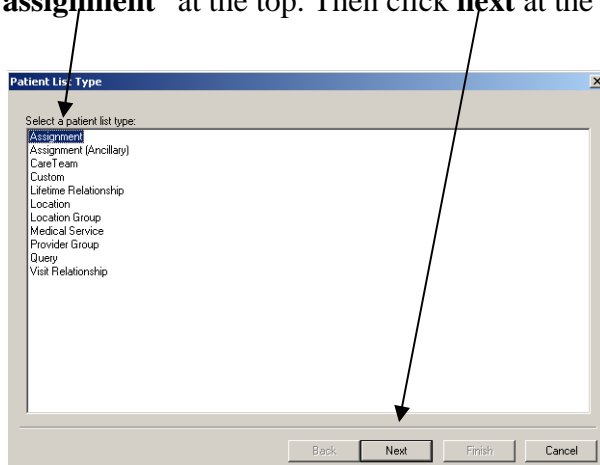 assignment" at the top. Then click next at the
Patient List Type
Select a patient list type:
Assignment
Assignment (Ancillary)
CareTeam
Custom
Lifetime Relationship
Location
Location Group
Medical Service
Provider Group
Query
Visit Relationship
Back Next Finish Cancel